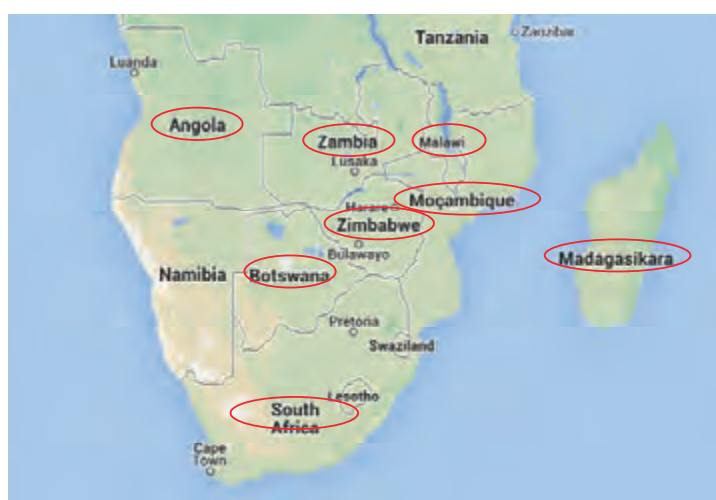 Tanzania
Zanzibar
Luanda
Angola
Zambia
Malawi
Lusaka
Moçambique
Harare
Zimbabwe
Bulawayo
Madagasikara
Namibia
Botswana
Pretoria
Swaziland
Lesotho
South
Africa
Cape
Town